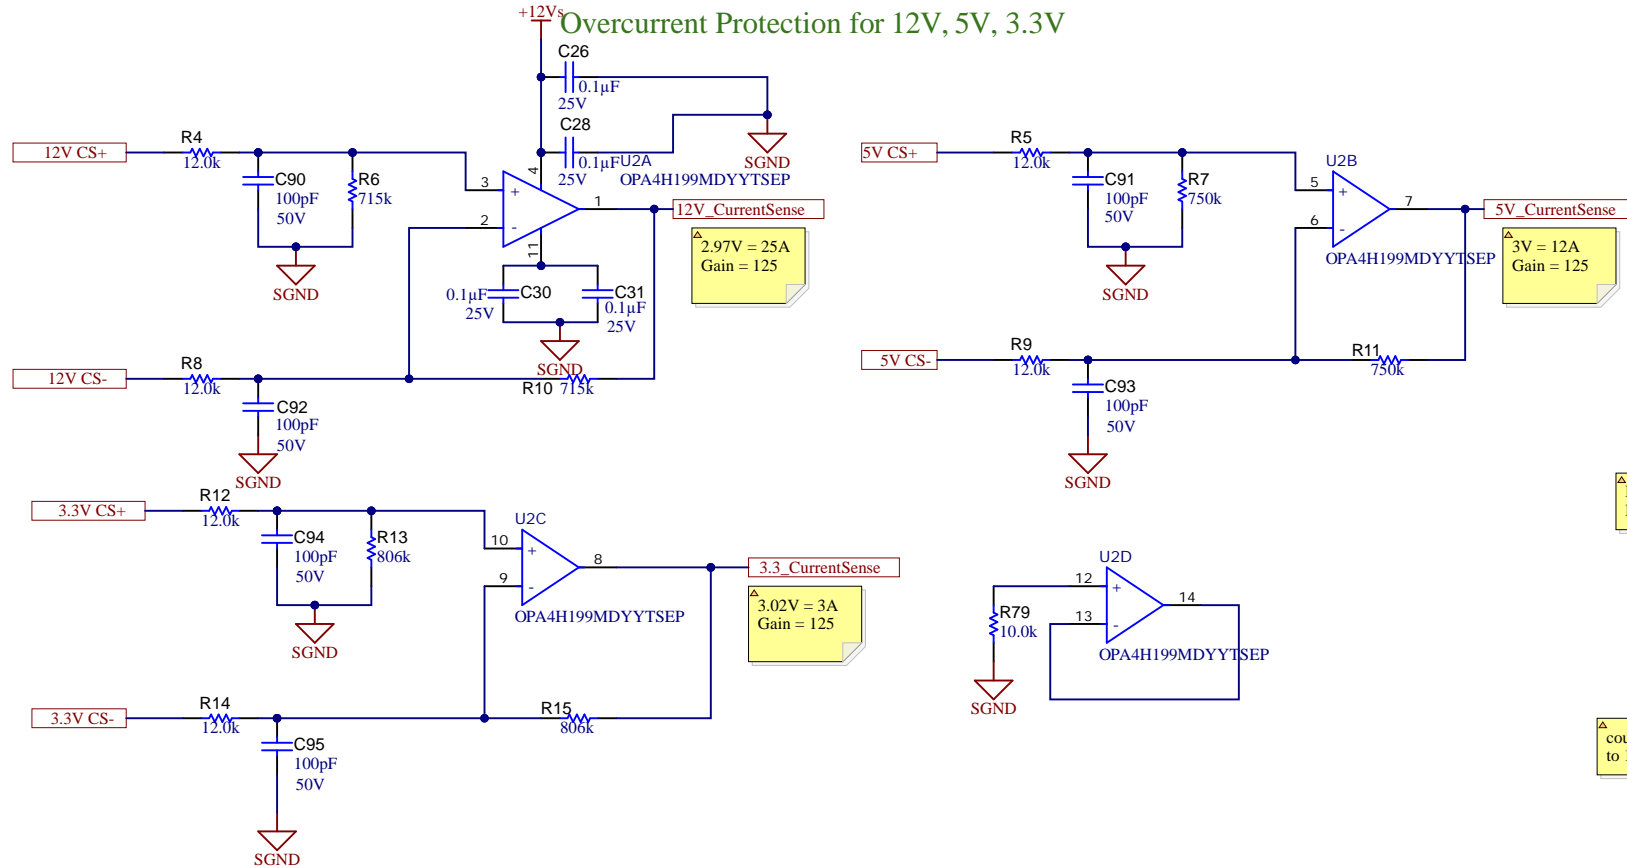 +12Vs
Overcurrent Protection for 12V, 5V, 3.3V
C26
0.1µF
25V
C28
0.1µF
25V
SGND
12V CS+
R4
12.0k
C90
100pF
50V
R6
715k
SGND
U2A
OPA4H199MDYYTSEP
3
+
2
-
4
11
1
12V_CurrentSense
2.97V = 25A
Gain = 125
0.1µF
25V
C30
C31
0.1µF
25V
SGND
12V CS-
R8
12.0k
R10
715k
C92
100pF
50V
SGND
5V CS+
R5
12.0k
C91
100pF
50V
R7
750k
SGND
U2B
5
+
6
-
7
OPA4H199MDYYTSEP
5V_CurrentSense
3V = 12A
Gain = 125
5V CS-
R9
12.0k
R11
750k
C93
100pF
50V
SGND
3.3V CS+
R12
12.0k
C94
100pF
50V
R13
806k
SGND
U2C
10
+
9
-
8
OPA4H199MDYYTSEP
3.3_CurrentSense
3.02V = 3A
Gain = 125
3.3V CS-
R14
12.0k
R15
806k
C95
100pF
50V
SGND
U2D
12
+
13
-
14
OPA4H199MDYYTSEP
R79
10.0k
SGND
to